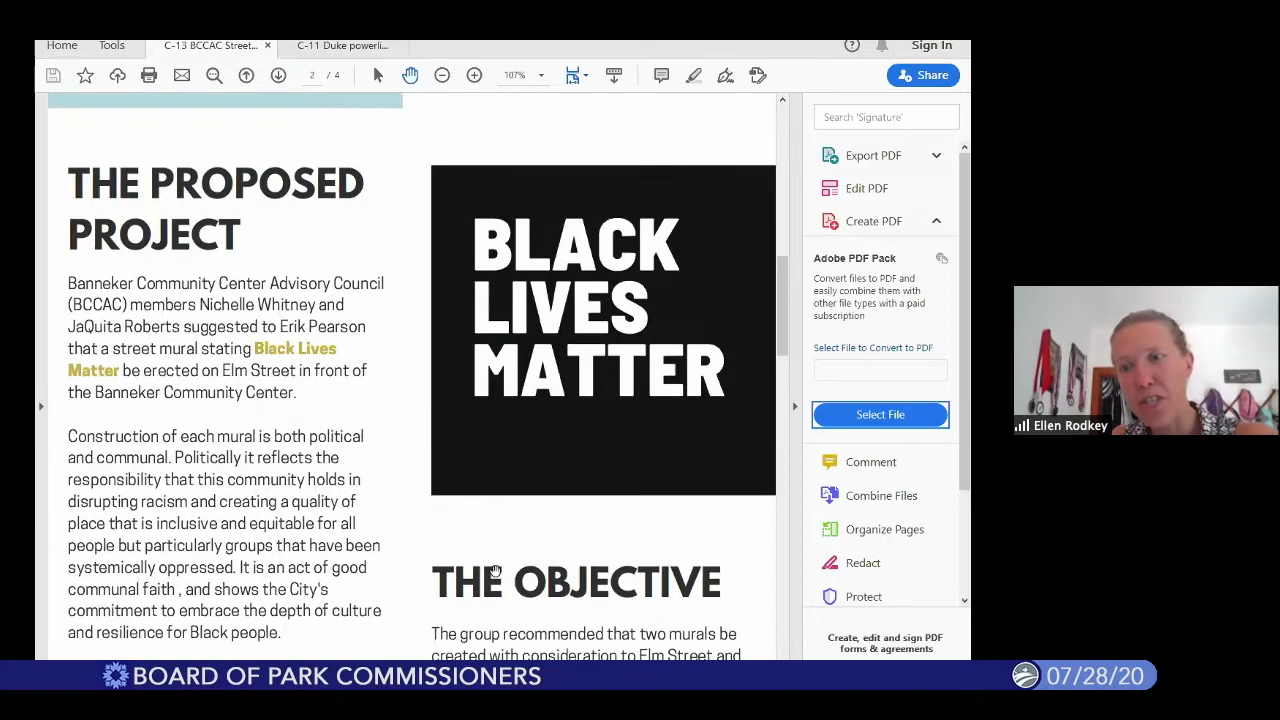 Home Tools C-13 BCCAC Street... × C-11 Duke powerli... Sign In
2 / 4 107% Share
THE PROPOSED
PROJECT
Banneker Community Center Advisory Council
(BCCAC) members Nichelle Whitney and
JaQuita Roberts suggested to Erik Pearson
that a street mural stating Black Lives
Matter be erected on Elm Street in front of
the Banneker Community Center.
Construction of each mural is both political
and communal. Politically it reflects the
responsibility that this community holds in
disrupting racism and creating a quality of
place that is inclusive and equitable for all
people but particularly groups that have been
systemically oppressed. It is an act of good
communal faith , and shows the City's
commitment to embrace the depth of culture
and resilience for Black people.
BLACK
LIVES
MATTER
THE OBJECTIVE
The group recommended that two murals be
created with consideration to Elm Street and
Search 'Signature'
Export PDF
Edit PDF
Create PDF
Adobe PDF Pack
Convert files to PDF and
easily combine them with
other file types with a paid
subscription
Select File to Convert to PDF
Select File
Comment
Combine Files
Organize Pages
Redact
Protect
Create, edit and sign PDF
forms & agreements
Ellen Rodkey
BOARD OF PARK COMMISSIONERS
07/28/20